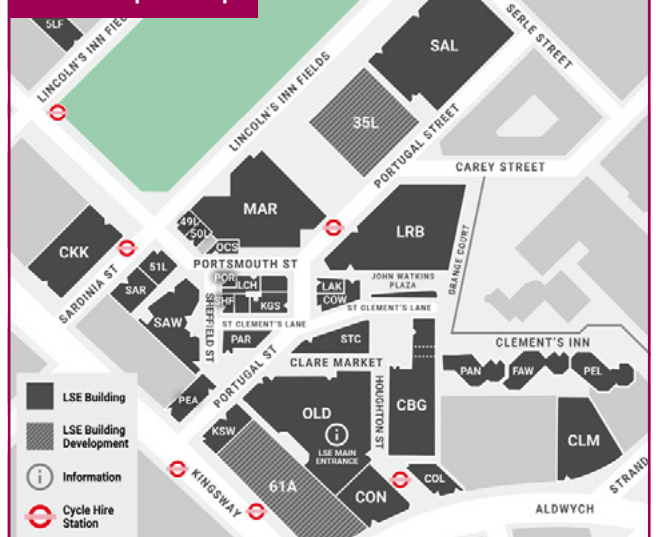 5LF
LINCOLN'S INN
SERLE STREET
SAL
LINCOLN'S INN FIELDS
35L
PORTUGAL STREET
CAREY STREET
MAR
49L
50L
LRB
CKK
OCS
GRANGE COURT
51L
PORTSMOUTH ST
SARDINIA ST
SAR
POR
LCH
LAK
JOHN WATKINS
PLAZA
SHF
KGS
COW
SHEFFIELD ST
SAW
ST CLEMENT'S LANE
ST CLEMENT'S LANE
PAR
STC
CLEMENT'S INN
PORTUGAL ST
CLARE MARKET
PAN
FAW
PEL
PEA
HOUGHTON ST
OLD
CBG
LSE MAIN
ENTRANCE
KSW
CLM
61A
CON
COL
STRAND
KINGSWAY
ALDWYCH
LSE Building
LSE Building
Development
Information
Cycle Hire
Station